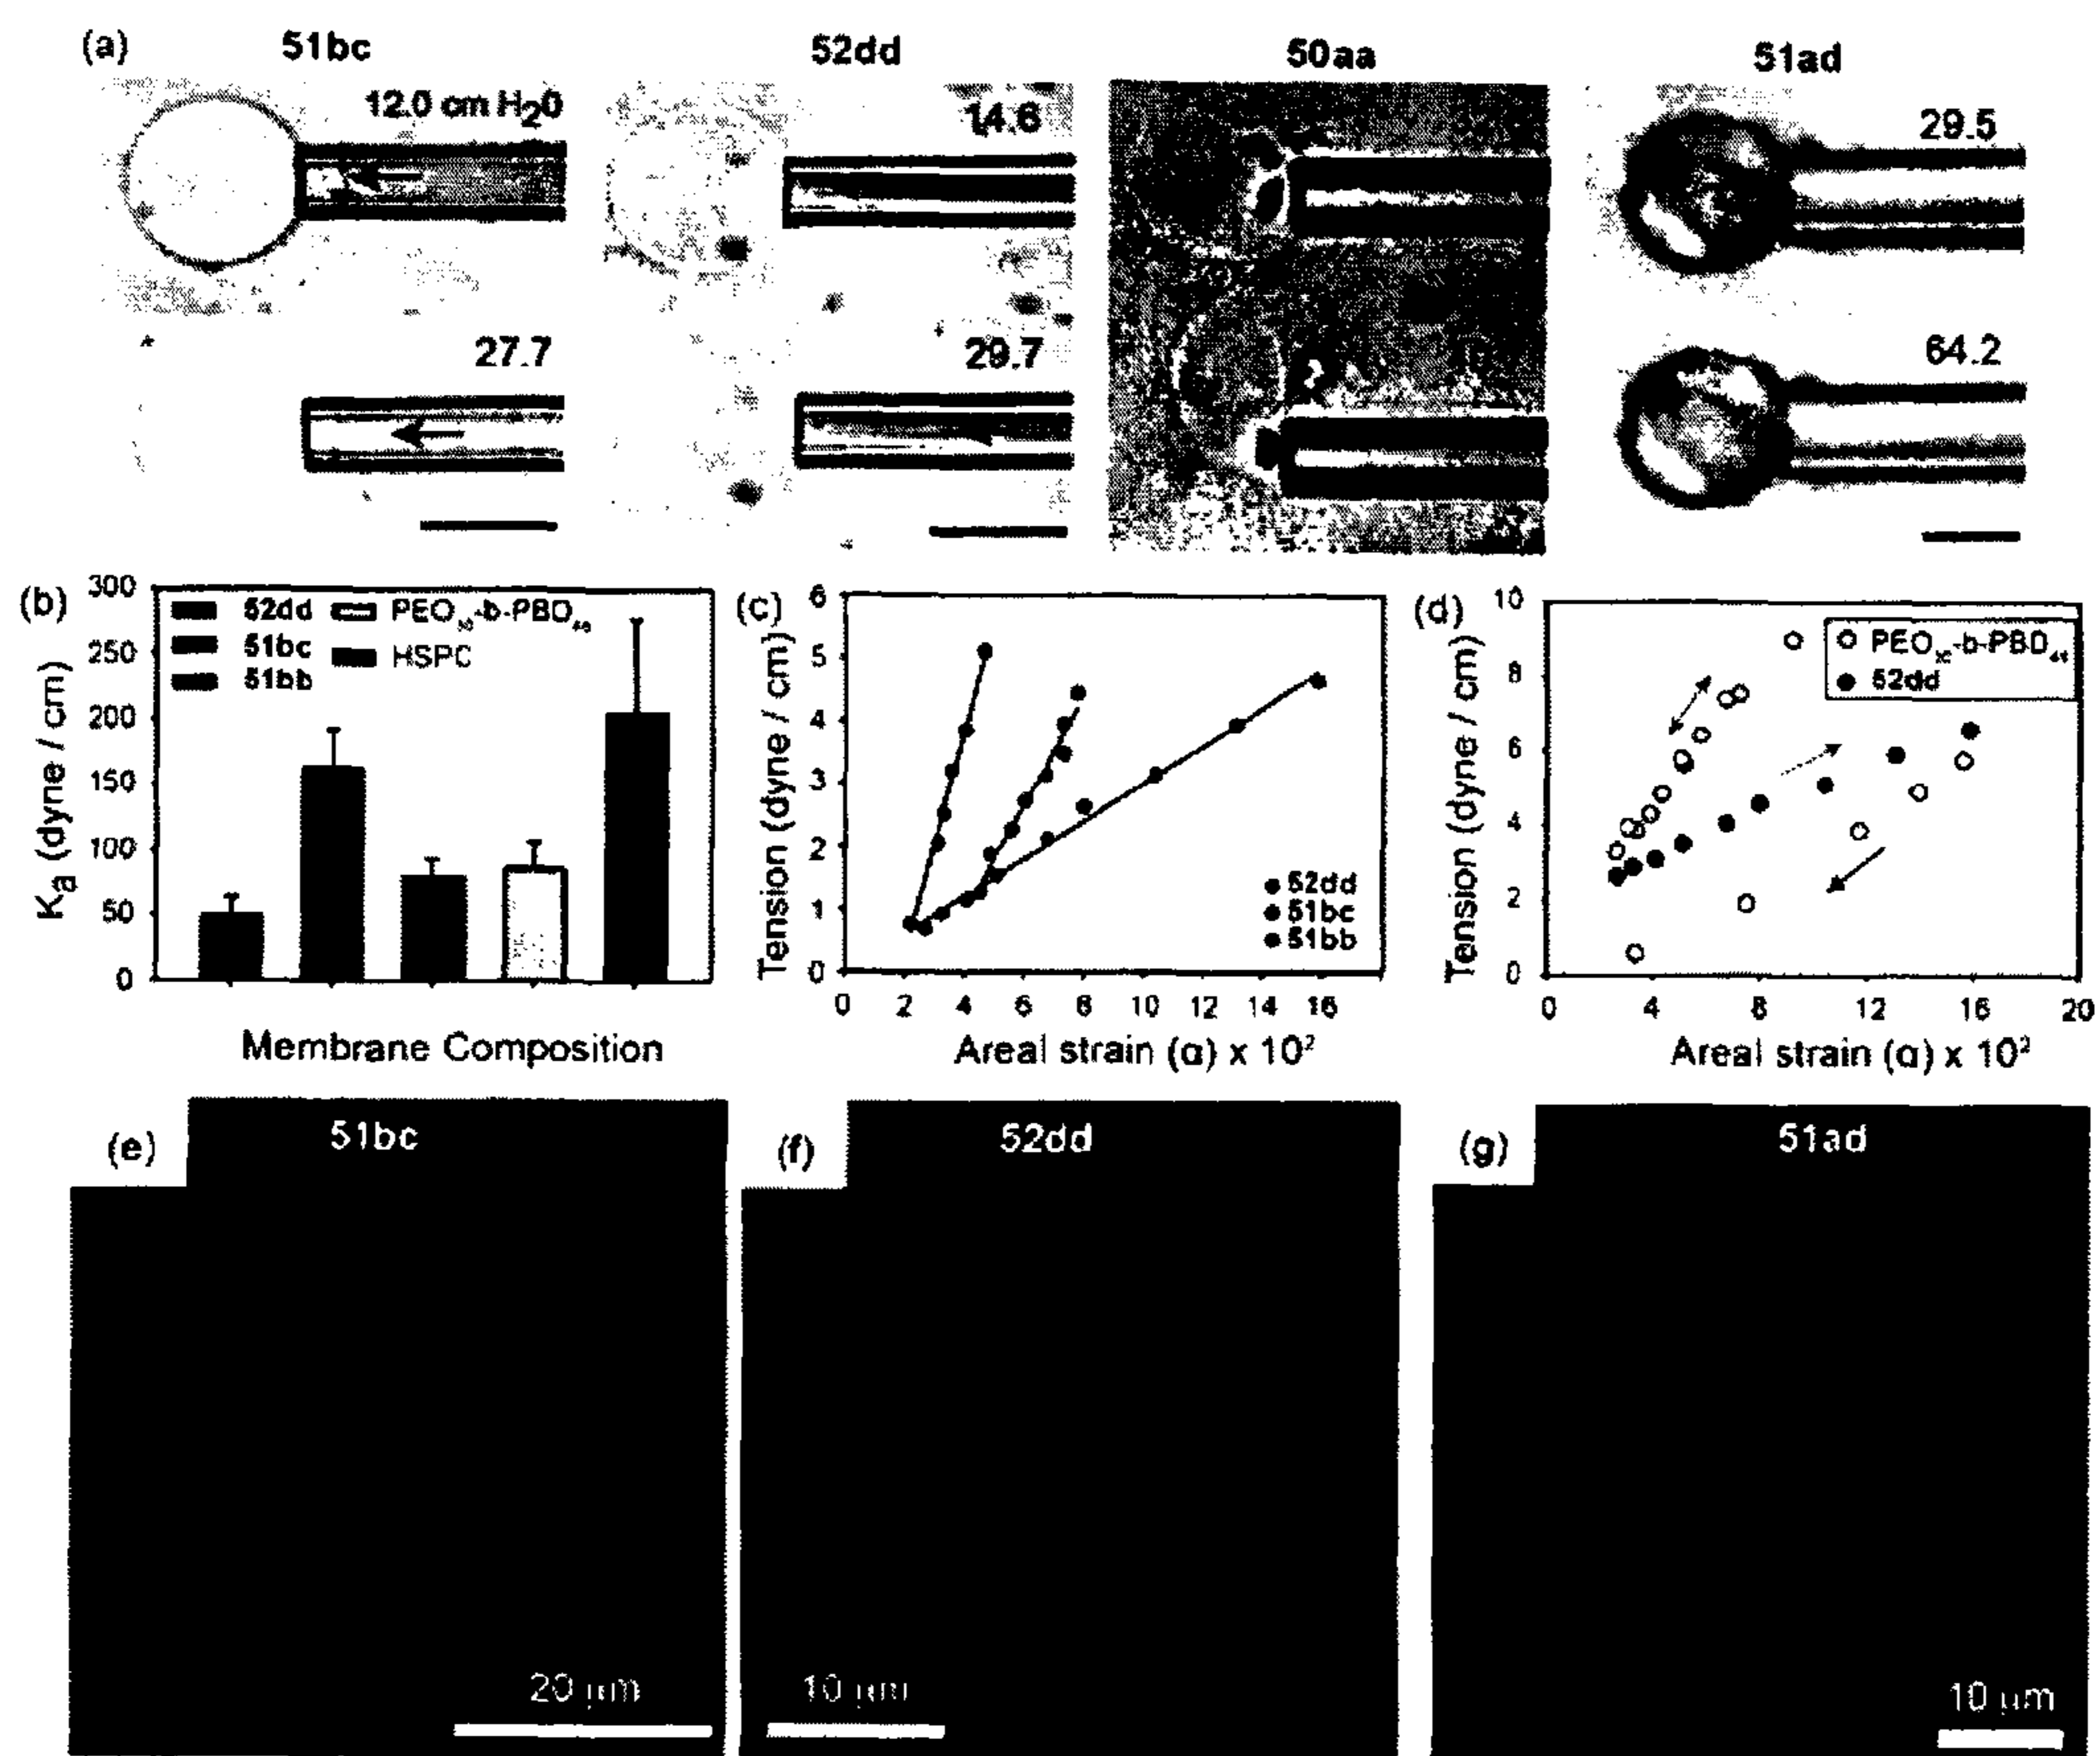 (a)
51bc
52dd
50aa
51ad
12.0 cm H20
14.6
29.5
27.7
29.7
64.2
(b)
300
250
200
150
100
50
0
Ka (dyne / cm)
52dd
51bc
51bb
HSPC
Membrane Composition
(c)
6
5
4
3
2
1
0
Tension (dyne / cm)
52dd
51bc
51bb
0 2 4 6 8 10 12 14 16
Areal strain (α) x 10²
(d)
10
8
6
4
2
0
Tension (dyne / cm)
52dd
0 4 8 12 16 20
Areal strain (α) x 10²
(e)
51bc
20 µm
(f)
52dd
10 µm
(g)
51ad
10 µm